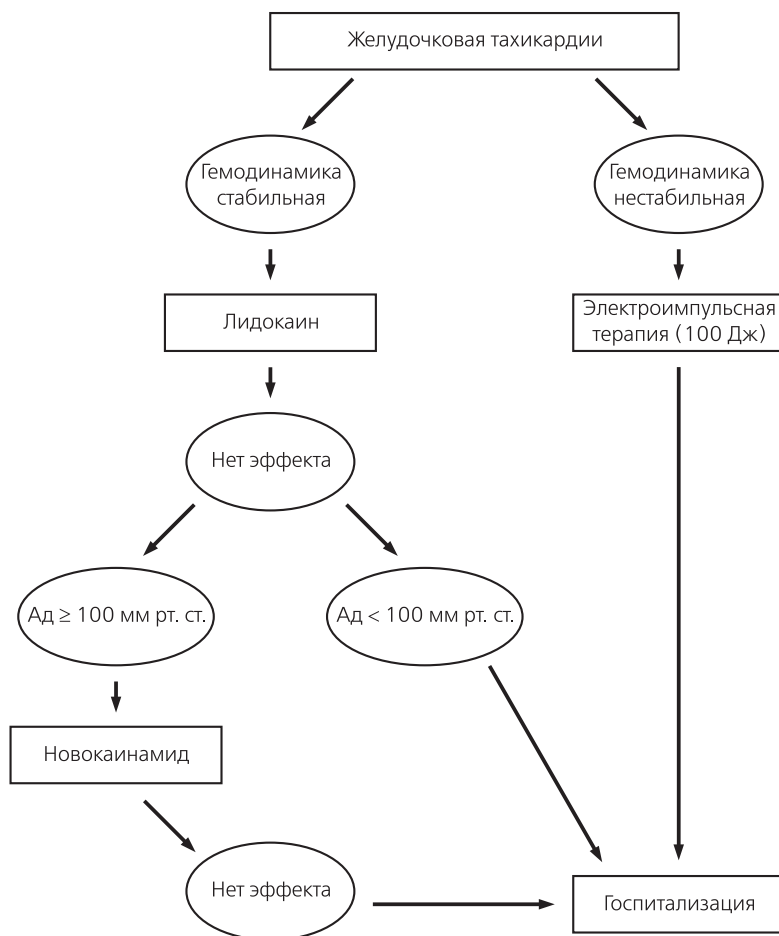 Желудочковая тахикардии
Гемодинамика
стабильная
Гемодинамика
нестабильная
Лидокаин
Электроимпульсная
терапия (100 Дж)
Нет эффекта
Ад ≥ 100 мм рт. ст.
Ад < 100 мм рт. ст.
Новокаинамид
Нет эффекта
Госпитализация